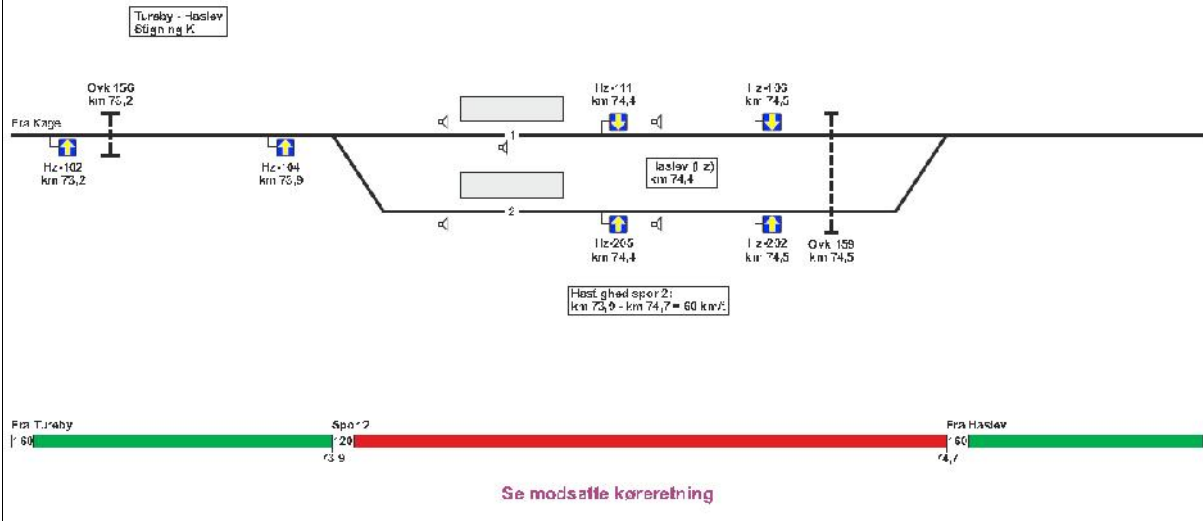 Tureby - Haslev
Stigning K
Ovk 156
km 73,2
Hz-111
km 74,4
km 74,5
Fra Køge
1
Hz-102
km 73,2
Hz-104
km 73,9
Haslev (Hz)
km 74,4
2
Hz-205
km 74,4
Hz-202
km 74,5
Ovk 159
km 74,5
Hastighed spor 2:
km 73,9 - km 74,7 = 60 km/t
Fra Tureby
Spor 2
Fra Haslev
160
120
160
73,9
74,7
Se modsatte køreretning